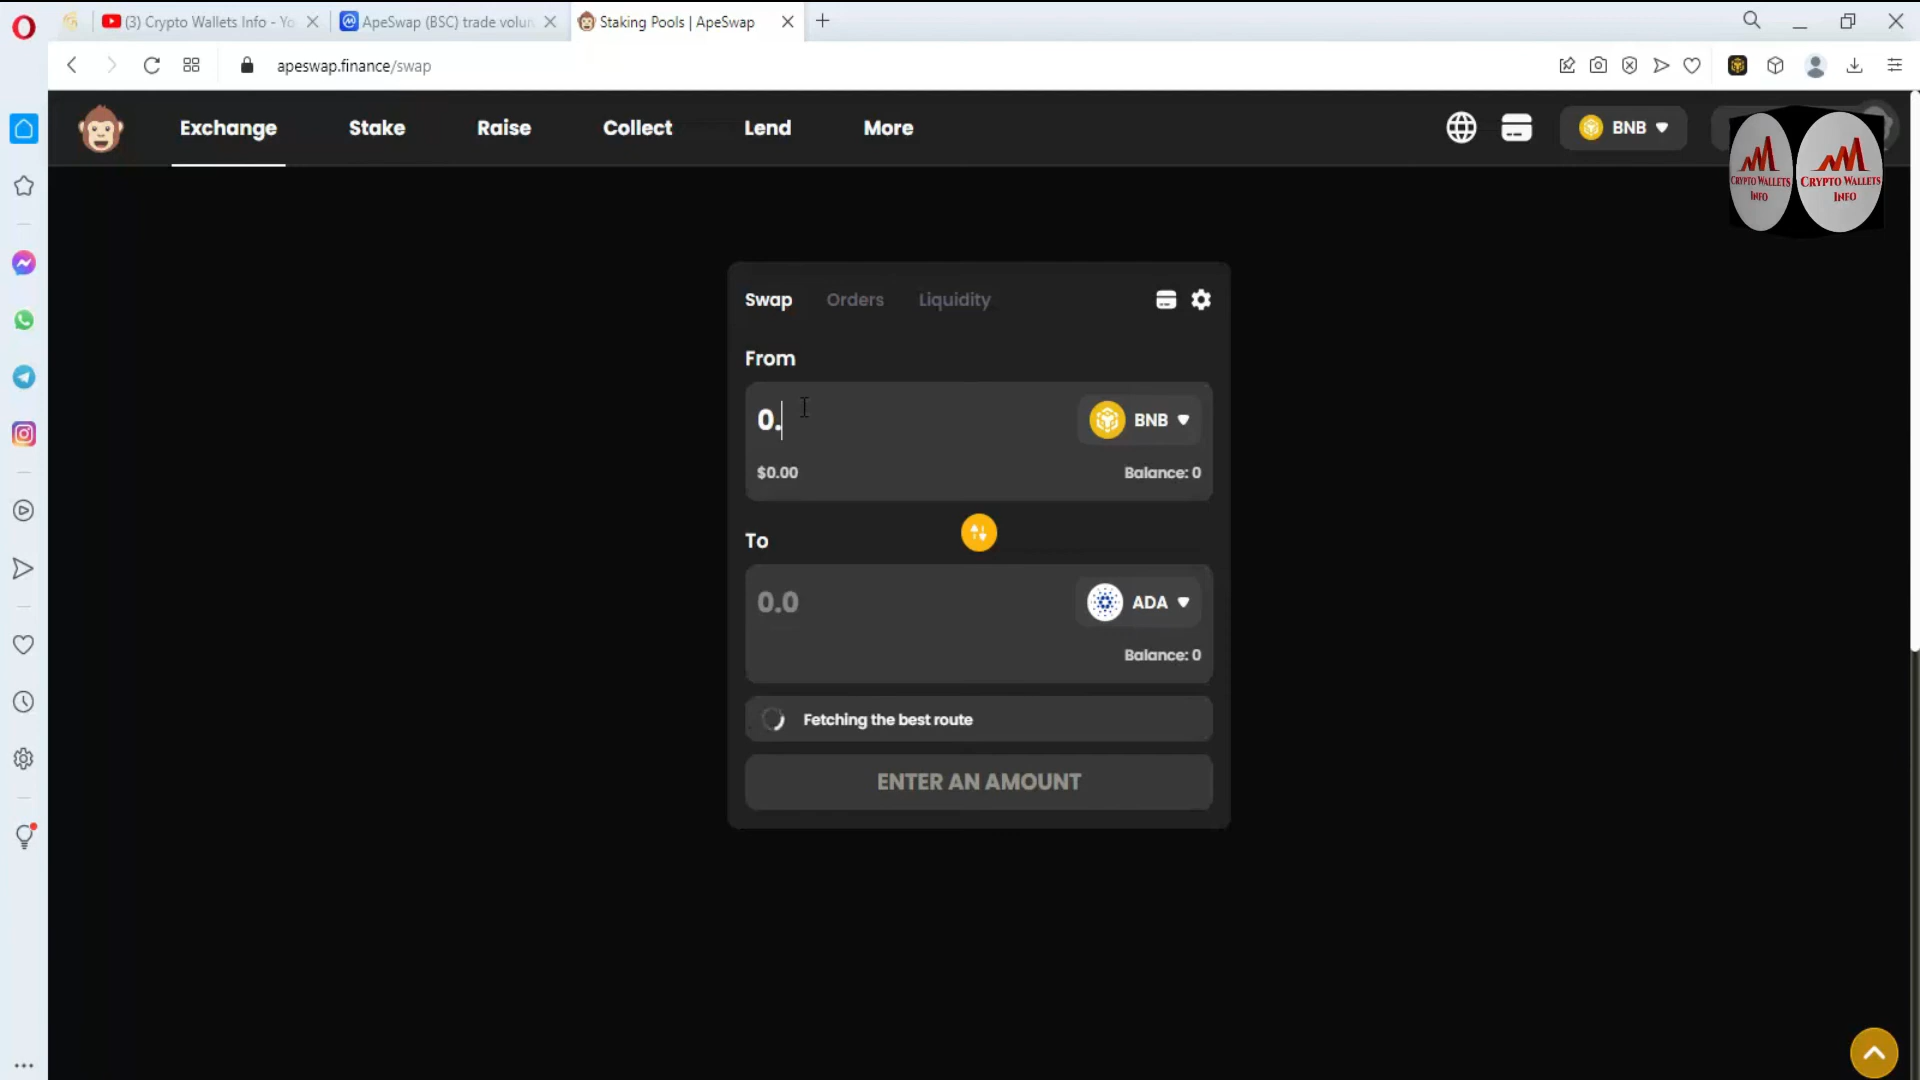 (3) Crypto Wallets Info - Yo
ApeSwap (BSC) trade volun
Staking Pools | ApeSwap
apeswap.finance/swap
Exchange
Stake
Raise
Collect
Lend
More
BNB
CRYPTO WALLETS
INFO
CRYPTO WALLETS
INFO
Swap
Orders
Liquidity
From
0.
BNB
$0.00
Balance: 0
To
0.0
ADA
Balance: 0
Fetching the best route
ENTER AN AMOUNT